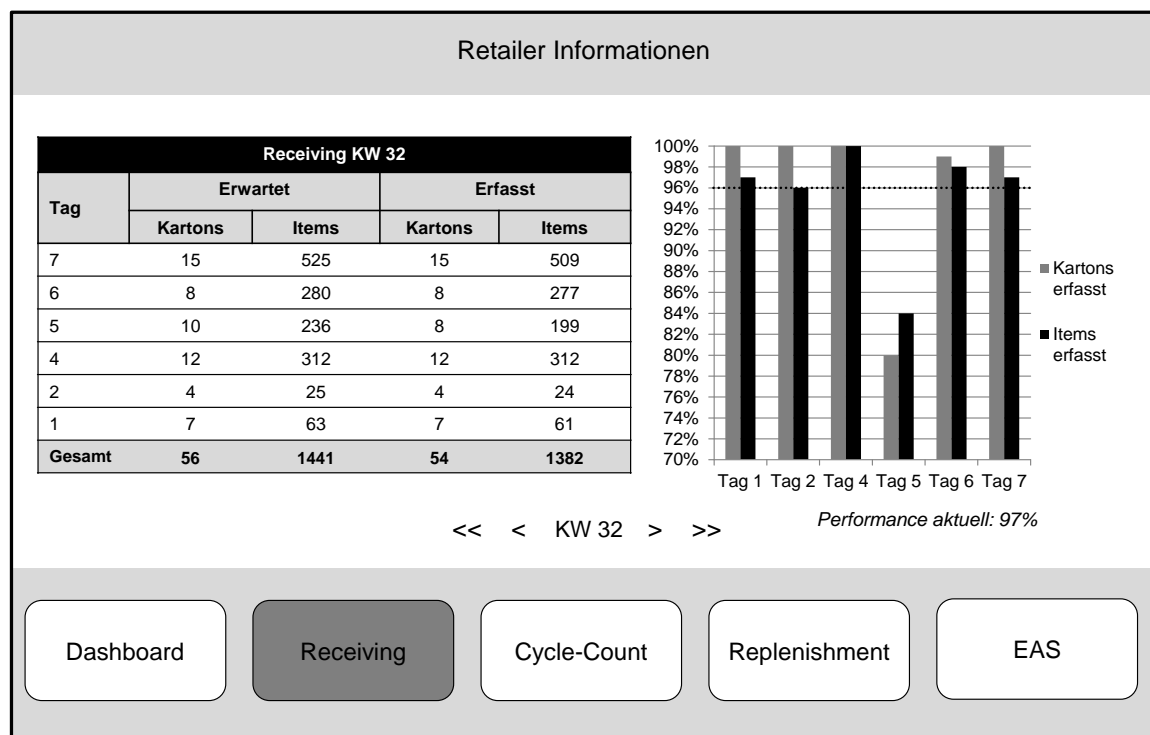 Retailer Informationen
Receiving KW 32
Tag
Erwartet
Erfasst
Kartons
Items
Kartons
Items
7 15 525 15 509
6 8 280 8 277
5 10 236 8 199
4 12 312 12 312
2 4 25 4 24
1 7 63 7 61
Gesamt 56 1441 54 1382
100%
98%
96%
94%
92%
90%
88%
86%
84%
82%
80%
78%
76%
74%
72%
70%
Tag 1 Tag 2 Tag 4 Tag 5 Tag 6 Tag 7
Kartons
erfasst
Items
erfasst
Performance aktuell: 97%
<< < KW 32 > >>
Dashboard
Receiving
Cycle-Count
Replenishment
EAS